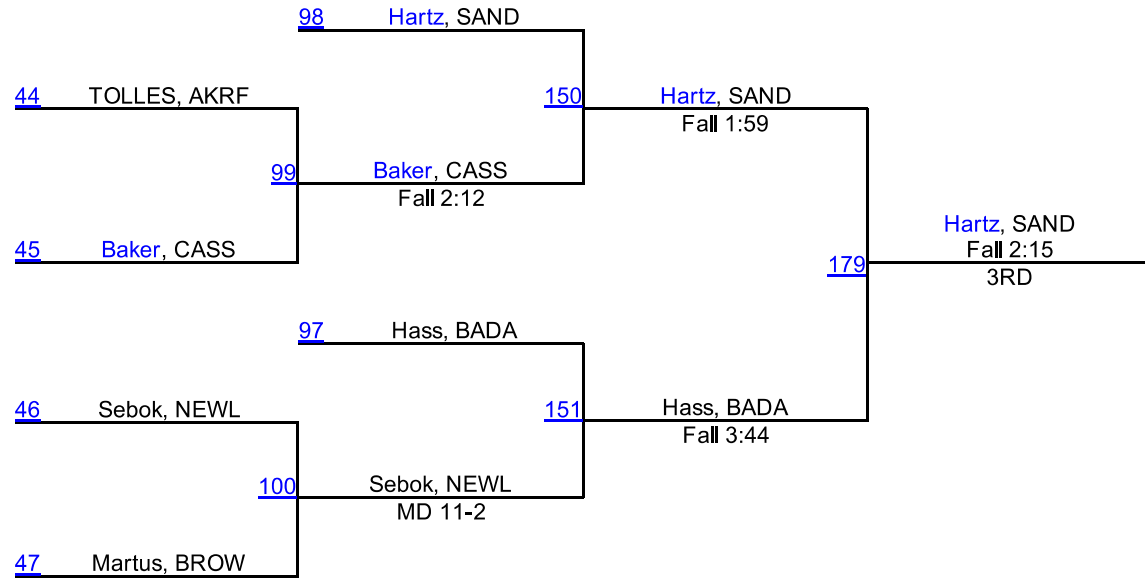 98 Hartz, SAND
44 TOLLES, AKRF
150 Hartz, SAND
Fall 1:59
99 Baker, CASS
Fall 2:12
45 Baker, CASS
Hartz, SAND
179 Fall 2:15
3RD
97 Hass, BADA
46 Sebok, NEWL
151 Hass, BADA
Fall 3:44
100 Sebok, NEWL
MD 11-2
47 Martus, BROW